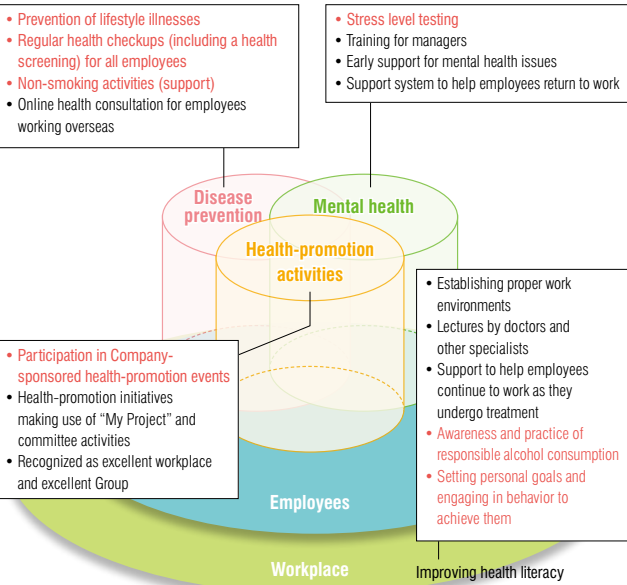 • Prevention of lifestyle illnesses
• Regular health checkups (including a health
screening) for all employees
• Non-smoking activities (support)
• Online health consultation for employees
working overseas
• Stress level testing
• Training for managers
• Early support for mental health issues
• Support system to help employees return to work
Disease
prevention
Mental health
Health-promotion
activities
• Establishing proper work
environments
• Lectures by doctors and
other specialists
• Support to help employees
continue to work as they
undergo treatment
• Awareness and practice of
responsible alcohol consumption
• Setting personal goals and
engaging in behavior to
achieve them
• Participation in Company-
sponsored health-promotion events
• Health-promotion initiatives
making use of “My Project” and
committee activities
• Recognized as excellent workplace
and excellent Group
Employees
Workplace
Improving health literacy